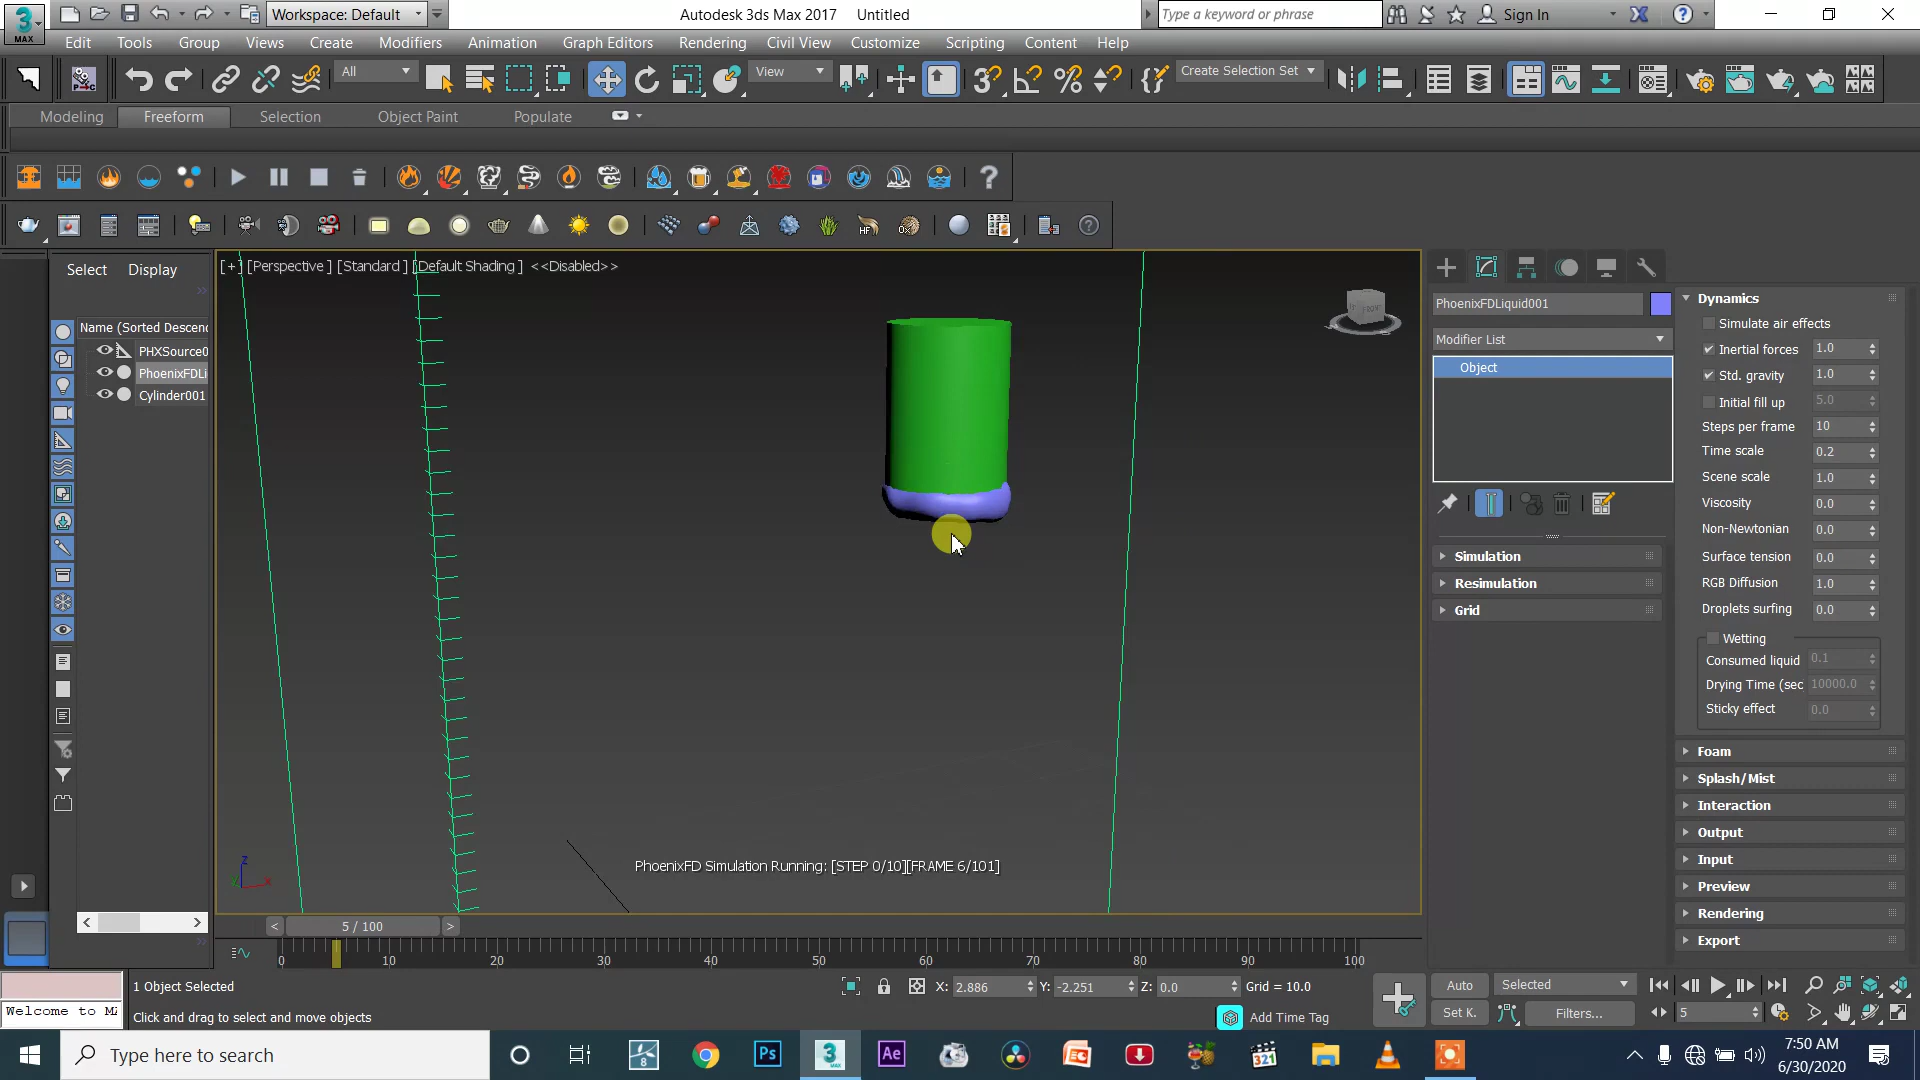 3
MAX
Workspace: Default
Autodesk 3ds Max 2017 Untitled
Type a keyword or phrase
Sign In
Edit Tools Group Views Create Modifiers Animation Graph Editors Rendering Civil View Customize Scripting Content Help
All
View
Create Selection Set
Modeling Freeform Selection Object Paint Populate
Select Display
Name (Sorted Descend
PHXSource0
PhoenixFDLi
Cylinder001
[+] [Perspective] [Standard] [Default Shading] <<Disabled>>
PhoenixFD Simulation Running: [STEP 0/10][FRAME 6/101]
PhoenixFDLiquid001
Modifier List
Object
Simulation
Resimulation
Grid
Dynamics
Simulate air effects
Inertial forces 1.0
Std. gravity 1.0
Initial fill up 5.0
Steps per frame 10
Time scale 0.2
Scene scale 1.0
Viscosity 0.0
Non-Newtonian 0.0
Surface tension 0.0
RGB Diffusion 1.0
Droplets surfing 0.0
Wetting
Consumed liquid 0.1
Drying Time (sec 10000.0
Sticky effect 0.0
Foam
Splash/Mist
Interaction
Output
Input
Preview
Rendering
Export
< 5 / 100 >
0 10 20 30 40 50 60 70 80 90 100
1 Object Selected
X: 2.886 Y: -2.251 Z: 0.0 Grid = 10.0
Auto Selected
Welcome to MA
Click and drag to select and move objects
Add Time Tag
Set K. Filters...
5
Type here to search
7:50 AM
6/30/2020